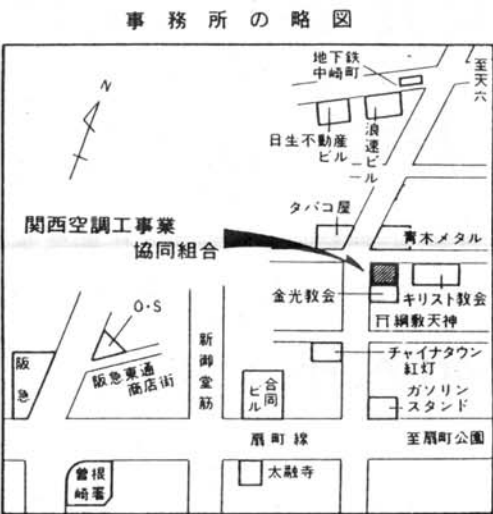 事務所の略図
地下鉄
中崎町
至天六
N
日生不動産
ビル
浪速ビル
タバコ屋
青木メタル
関西空調工事業
協同組合
金光教会
キリスト教会
綱敷天神
O・S
阪急
阪急東通
商店街
新御堂筋
合同
ビル
チャイナタウン
紅灯
ガソリン
スタンド
扇町線
至扇町公園
曽根
崎署
太融寺